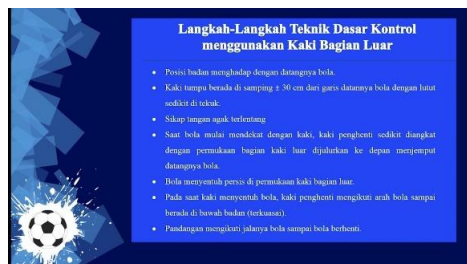 Langkah-Langkah Teknik Dasar Kontrol
menggunakan Kaki Bagian Luar
• Posisi badan menghadap dengan datangnya bola.
• Kaki tumpu berada di samping ± 30 cm dari garis datannya bola dengan lutut
sedikit di tekuk.
• Sikap tangan agak terlentang
• Saat bola mulai mendekat dengan kaki, kaki penghenti sedikit diangkat
dengan permukaan bagian kaki luar dijulurkan ke depan menjemput
datangnya bola.
• Bola menyentuh persis di permukaan kaki bagian luar.
• Pada saat kaki menyentuh bola, kaki penghenti mengikuti arah bola sampai
berada di bawah badan (terkuasai).
• Pandangan mengikuti jalanya bola sampai bola berhenti.